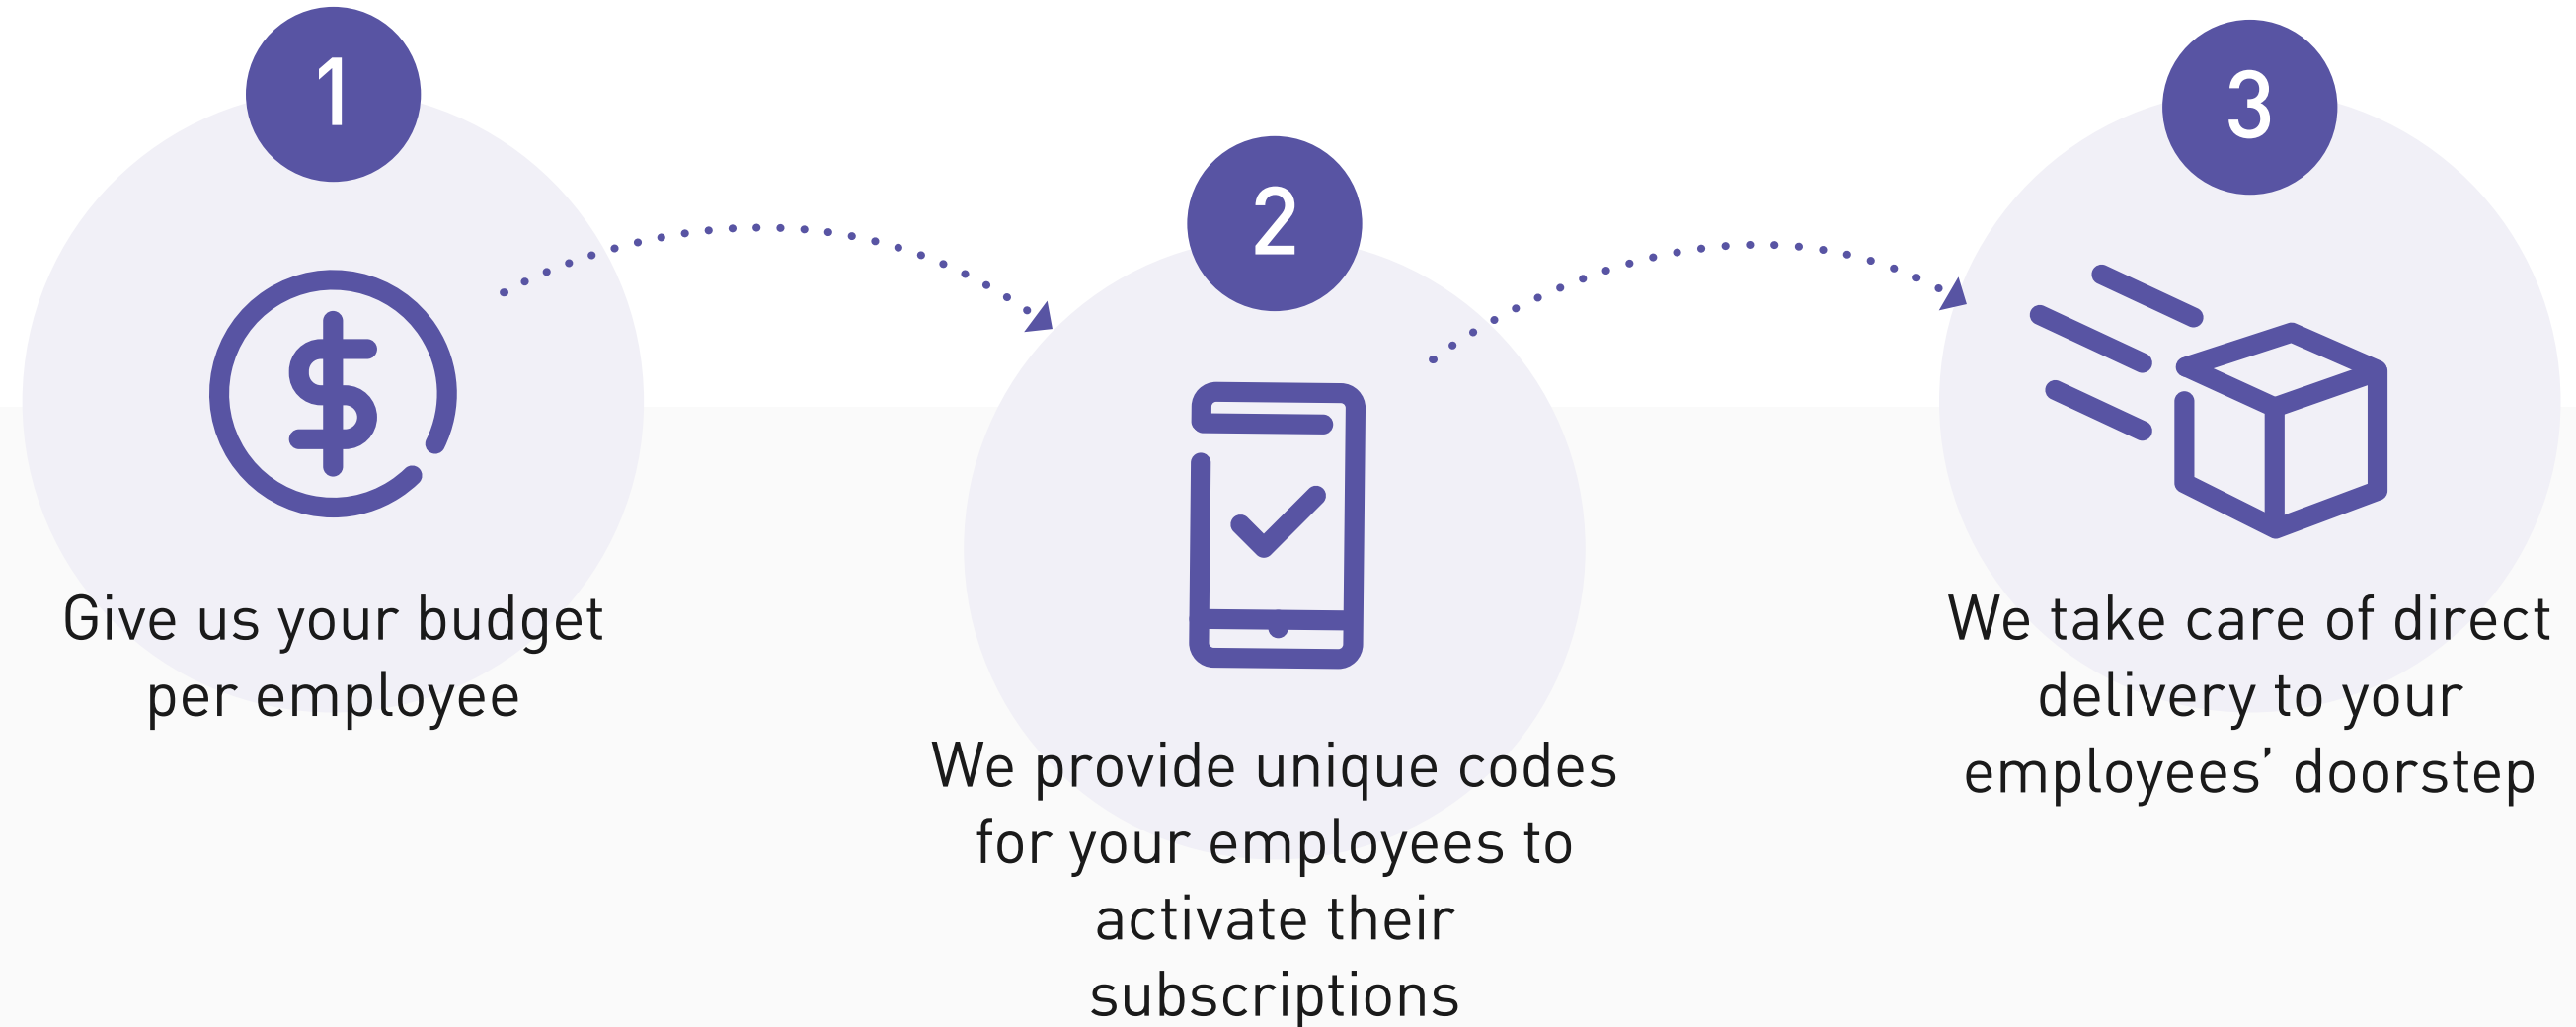 1
Give us your budget
per employee
2
We provide unique codes
for your employees to
activate their
subscriptions
3
We take care of direct
delivery to your
employees’ doorstep